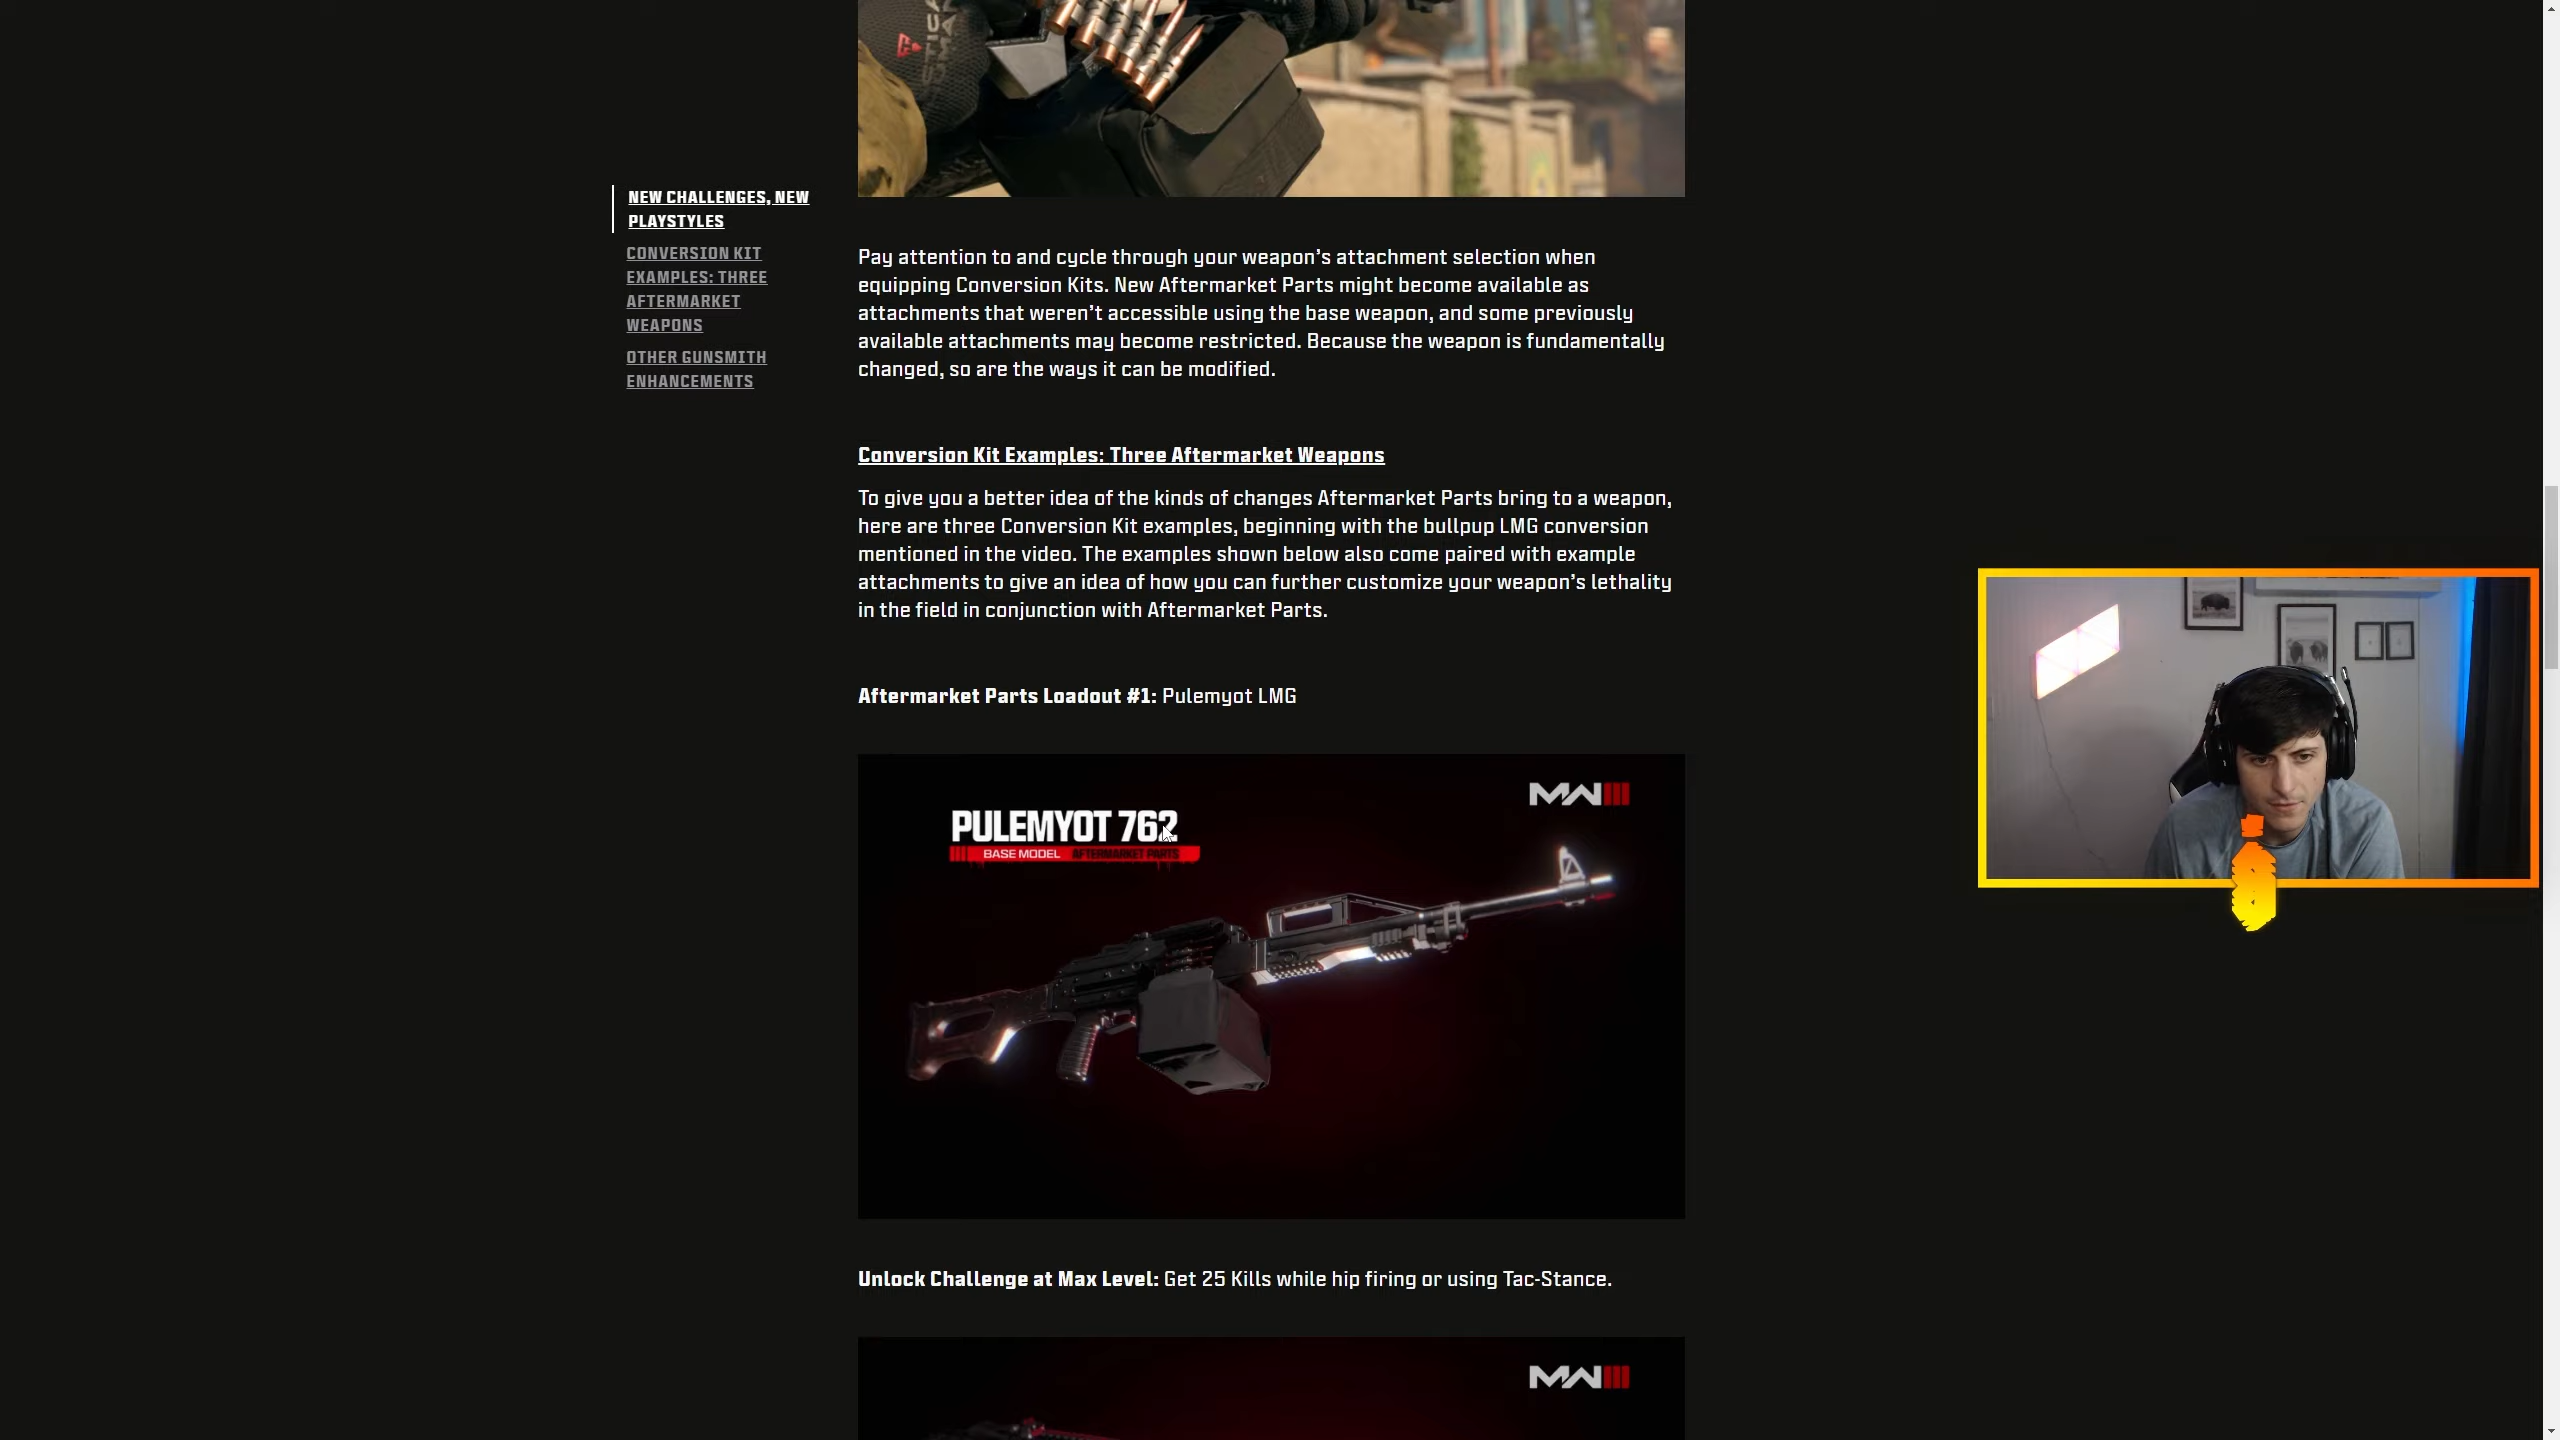 NEW CHALLENGES, NEW
PLAYSTYLES
CONVERSION KIT
EXAMPLES: THREE
AFTERMARKET
WEAPONS
OTHER GUNSMITH
ENHANCEMENTS
Pay attention to and cycle through your weapon's attachment selection when
equipping Conversion Kits. New Aftermarket Parts might become available as
attachments that weren't accessible using the base weapon, and some previously
available attachments may become restricted. Because the weapon is fundamentally
changed, so are the ways it can be modified.
Conversion Kit Examples: Three Aftermarket Weapons
To give you a better idea of the kinds of changes Aftermarket Parts bring to a weapon,
here are three Conversion Kit examples, beginning with the bullpup LMG conversion
mentioned in the video. The examples shown below also come paired with example
attachments to give an idea of how you can further customize your weapon's lethality
in the field in conjunction with Aftermarket Parts.
Aftermarket Parts Loadout #1: Pulemyot LMG
MWIII
PULEMYOT 762
BASE MODEL AFTERMARKET PARTS
Unlock Challenge at Max Level: Get 25 Kills while hip firing or using Tac-Stance.
MWIII